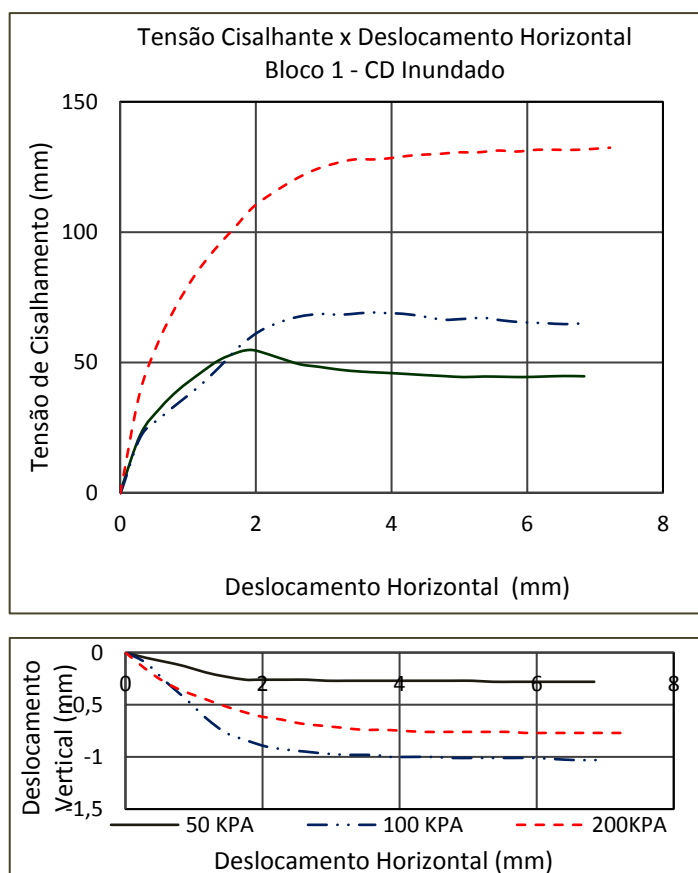 Tensão Cisalhante x Deslocamento Horizontal
Bloco 1 - CD Inundado
Tensão de Cisalhamento (mm)
150
100
50
0
0 2 4 6 8
Deslocamento Horizontal (mm)
Deslocamento
Vertical (mm)
0
-0,5
-1
-1,5
0 2 4 6 8
50 KPA 100 KPA 200KPA
Deslocamento Horizontal (mm)